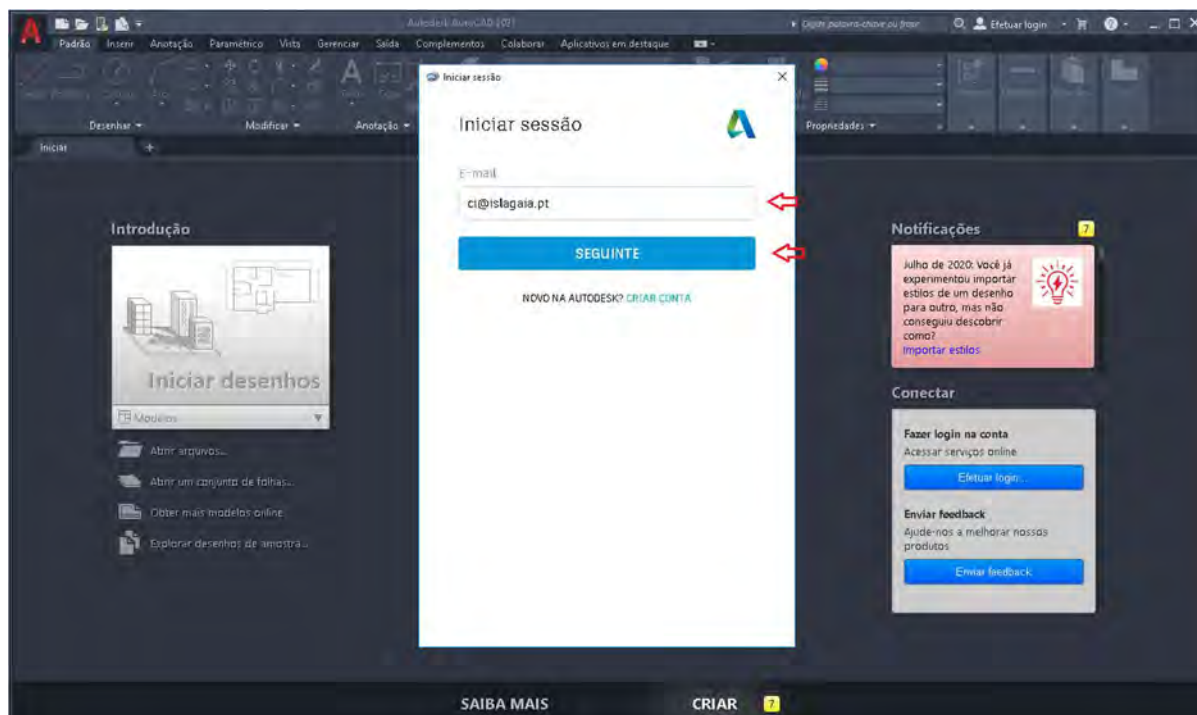 Autodesk AutoCAD 2021
Digite palavra-chave ou frase
Efetuar login
Padrão Inserir Anotação Paramétrico Vista Gerenciar Saída Complementos Colaborar Aplicativos em destaque
Desenhar
Modificar
Anotação
Propriedades
Iniciar
Iniciar sessão
Iniciar sessão
E-mail
ci@islagaia.pt
SEGUINTE
NOVO NA AUTODESK? CRIAR CONTA
Introdução
Iniciar desenhos
Modelos
Abrir arquivos...
Abrir um conjunto de folhas...
Obter mais modelos online
Explorar desenhos de amostra...
Notificações
7
Julho de 2020: Você já
experimentou importar
estilos de um desenho
para outro, mas não
conseguiu descobrir
como?
Importar estilos
Conectar
Fazer login na conta
Acessar serviços online
Efetuar login...
Enviar feedback
Ajude-nos a melhorar nossos
produtos
Enviar feedback
SAIBA MAIS
CRIAR
7